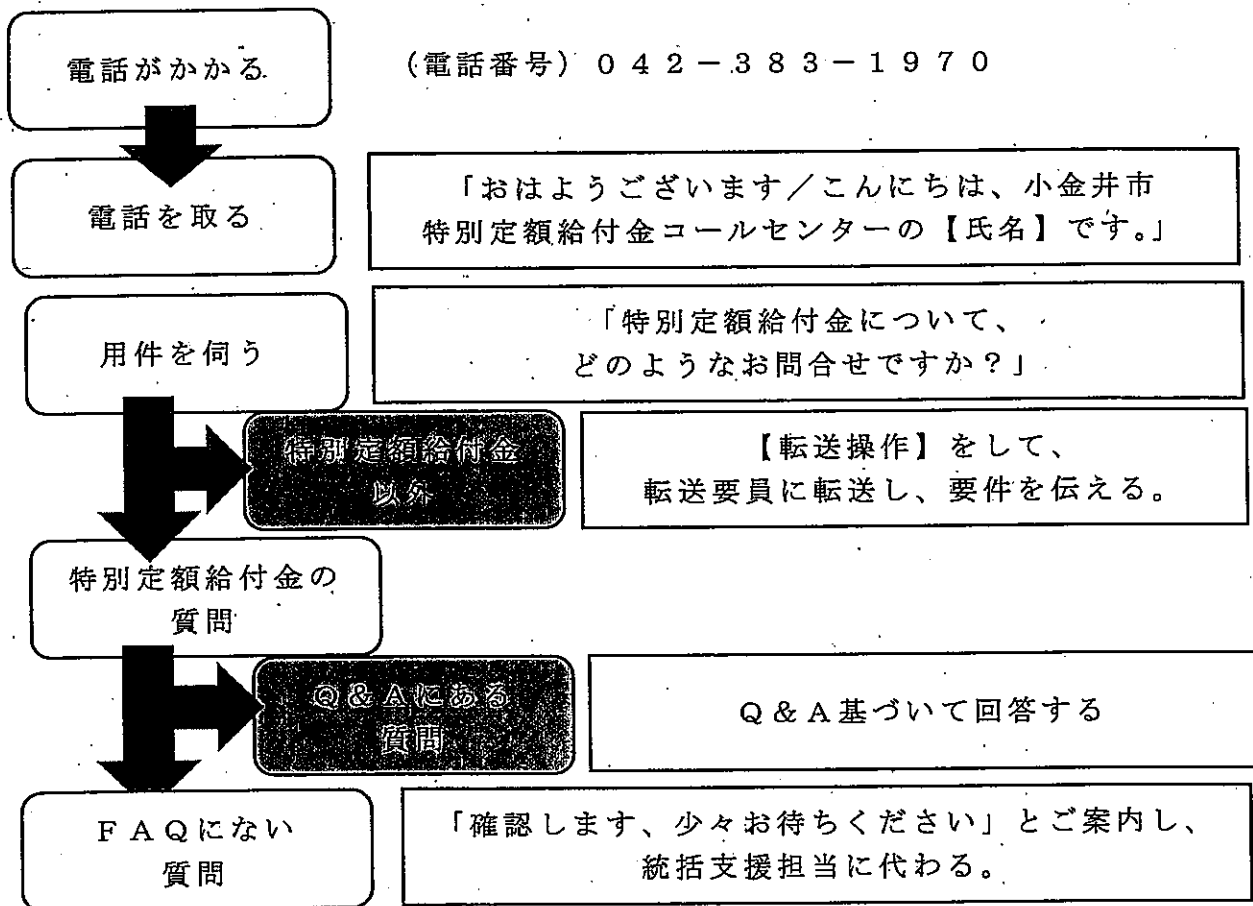 電話がかかる
(電話番号) 042-383-1970
電話を取る
「おはようございます/こんにちは、小金井市
特別定額給付金コールセンターの【氏名】です。」
用件を伺う
「特別定額給付金について、
どのようなお問合せですか?」
特別定額給付金
以外
【転送操作】をして、
転送要員に転送し、要件を伝える。
特別定額給付金の
質問
Q&Aにある
質問
Q&A基づいて回答する
FAQにない
質問
「確認します、少々お待ちください」とご案内し、
統括支援担当に代わる。